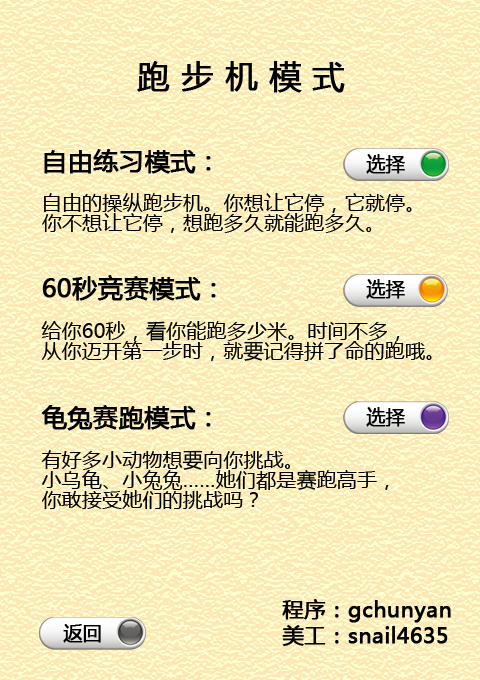 跑步机模式
自由练习模式：
选择
自由的操纵跑步机。你想让它停，它就停。
你不想让它停，想跑多久就能跑多久。
60秒竞赛模式：
选择
给你60秒，看你能跑多少米。时间不多，
从你迈开第一步时，就要记得拼了命的跑哦。
龟兔赛跑模式：
选择
有好多小动物想要向你挑战。
小乌龟、小兔兔……她们都是赛跑高手，
你敢接受她们的挑战吗？
程序：gchunyan
美工：snail4635
返回